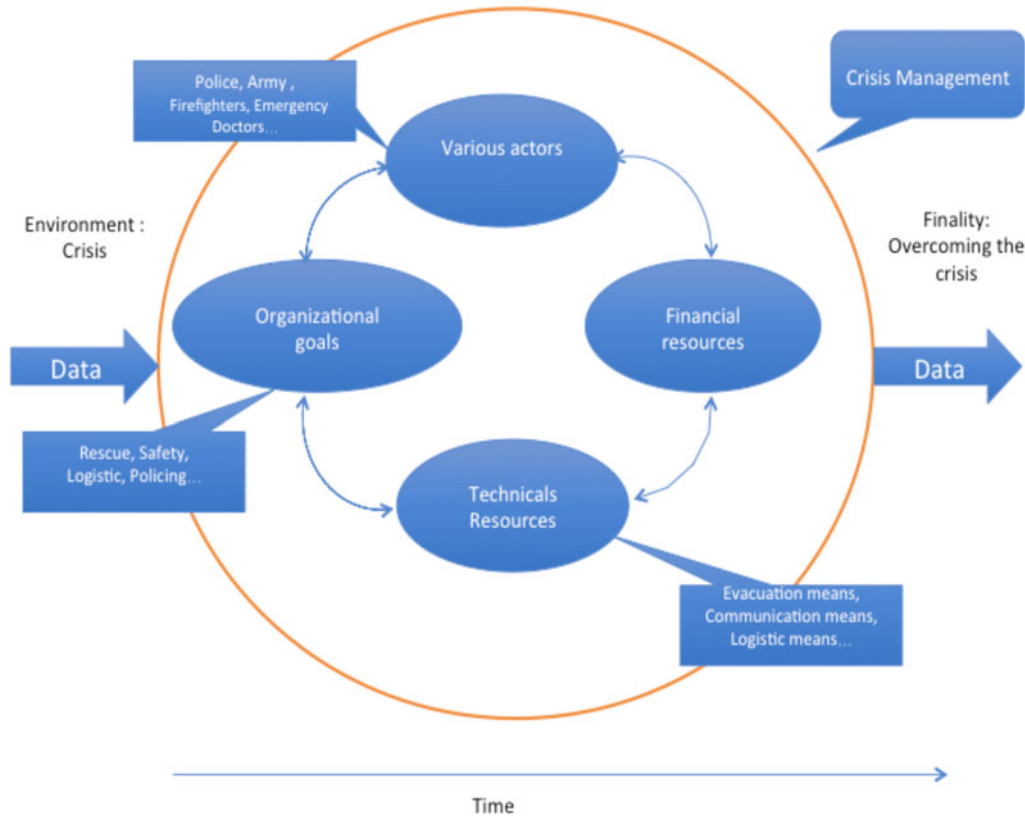 Police, Army ,
Firefighters, Emergency
Doctors...
Crisis Management
Various actors
Environment :
Crisis
Finality:
Overcoming the
crisis
Organizational
goals
Financial
resources
Data
Data
Rescue, Safety,
Logistic, Policing...
Technicals
Resources
Evacuation means,
Communication means,
Logistic means...
Time